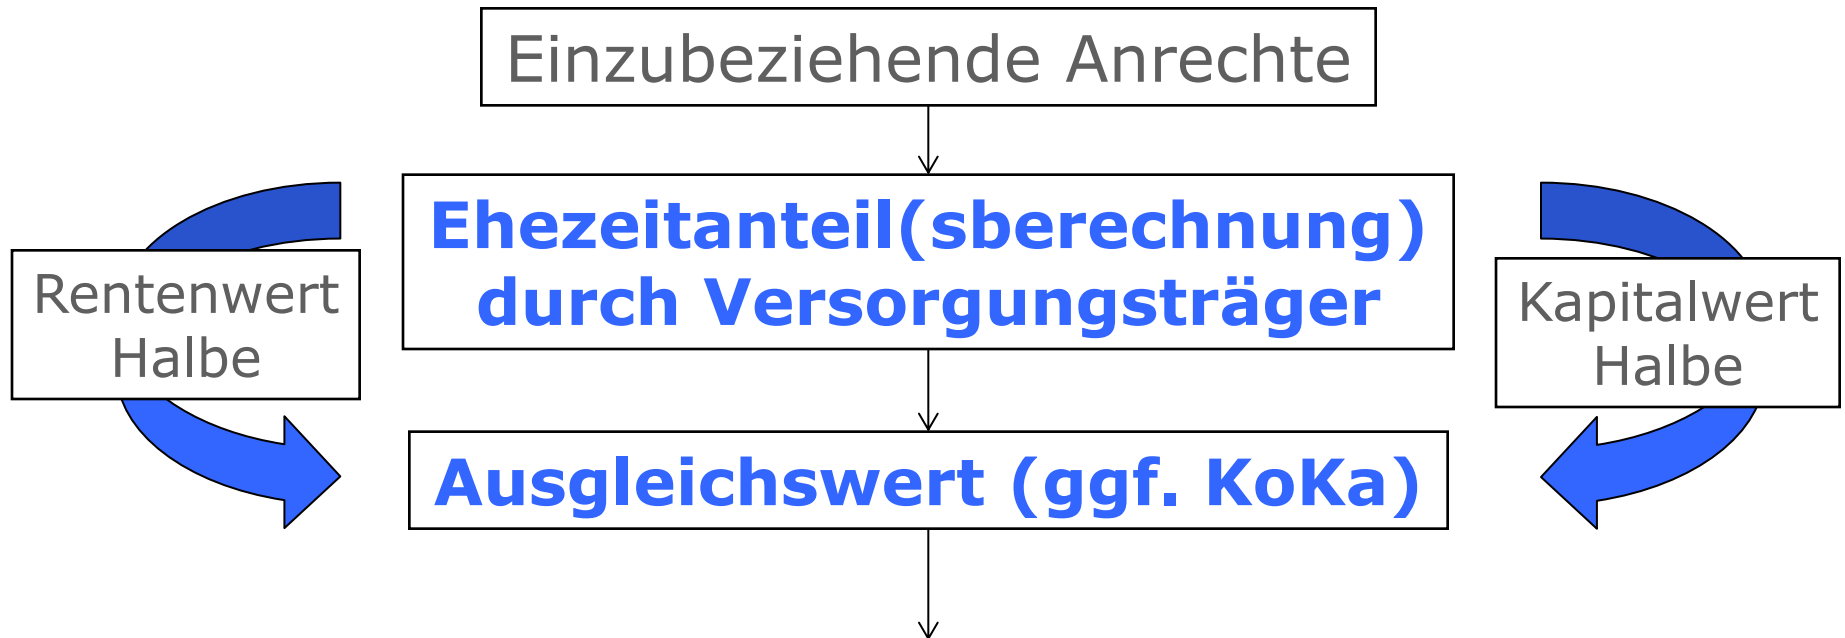 Einzubeziehende Anrechte
Ehezeitanteil(sberechnung)
durch Versorgungsträger
Rentenwert
Halbe
Kapitalwert
Halbe
Ausgleichswert (ggf. KoKa)